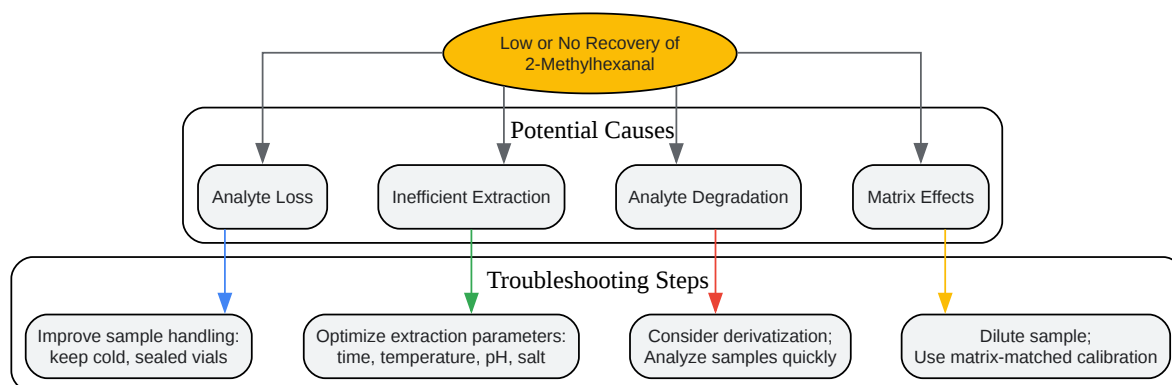 Low or No Recovery of
2-Methylhexanal
Potential Causes
Analyte Loss
Inefficient Extraction
Analyte Degradation
Matrix Effects
Troubleshooting Steps
Improve sample handling:
keep cold, sealed vials
Optimize extraction parameters:
time, temperature, pH, salt
Consider derivatization;
Analyze samples quickly
Dilute sample;
Use matrix-matched calibration